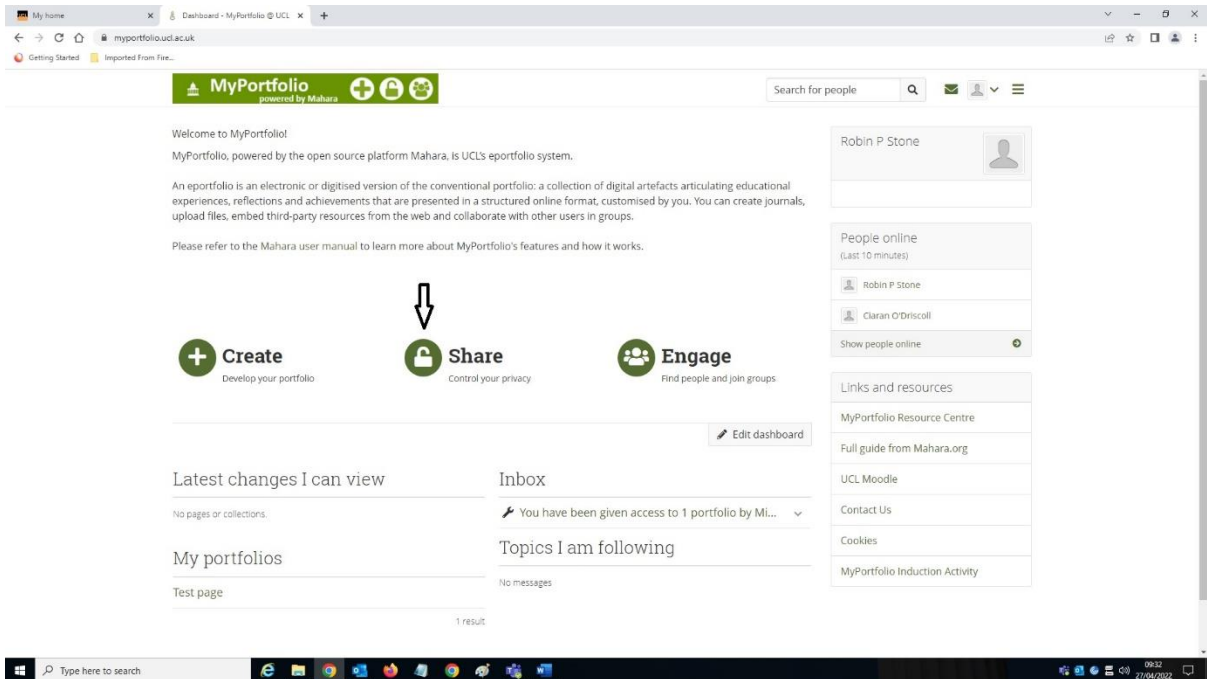 My home
Dashboard - MyPortfolio @ UCL
myportfolio.ucl.ac.uk
Getting Started
Imported From Fire...
MyPortfolio
powered by Mahara
Search for people
Welcome to MyPortfolio!
MyPortfolio, powered by the open source platform Mahara, is UCL's eportfolio system.
An eportfolio is an electronic or digitised version of the conventional portfolio: a collection of digital artefacts articulating educational
experiences, reflections and achievements that are presented in a structured online format, customised by you. You can create journals,
upload files, embed third-party resources from the web and collaborate with other users in groups.
Please refer to the Mahara user manual to learn more about MyPortfolio's features and how it works.
Create
Develop your portfolio
Share
Control your privacy
Engage
Find people and join groups
Edit dashboard
Latest changes I can view
No pages or collections.
My portfolios
Test page
1 result
Inbox
You have been given access to 1 portfolio by Mi...
Topics I am following
No messages
Robin P Stone
People online
(Last 10 minutes)
Robin P Stone
Ciaran O'Driscoll
Show people online
Links and resources
MyPortfolio Resource Centre
Full guide from Mahara.org
UCL Moodle
Contact Us
Cookies
MyPortfolio Induction Activity
Type here to search
09:32
27/04/2022